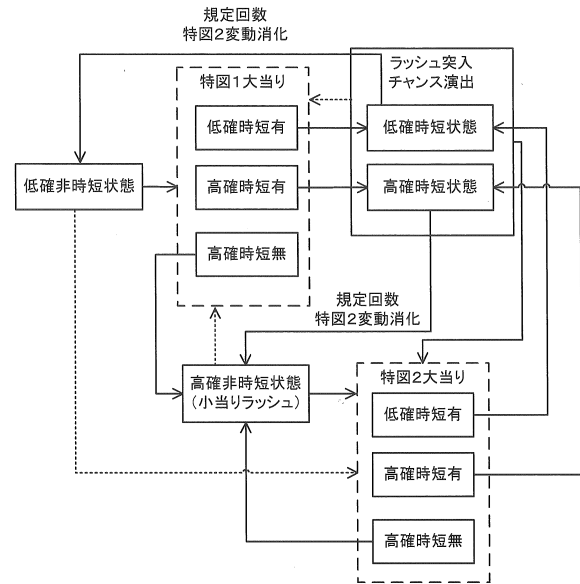 規定回数
特図2変動消化
特図1大当り
ラッシュ突入
チャンス演出
低確時短有
低確時短状態
低確非時短状態
高確時短有
高確時短状態
高確時短無
規定回数
特図2変動消化
高確非時短状態
(小当りラッシュ)
特図2大当り
低確時短有
高確時短有
高確時短無